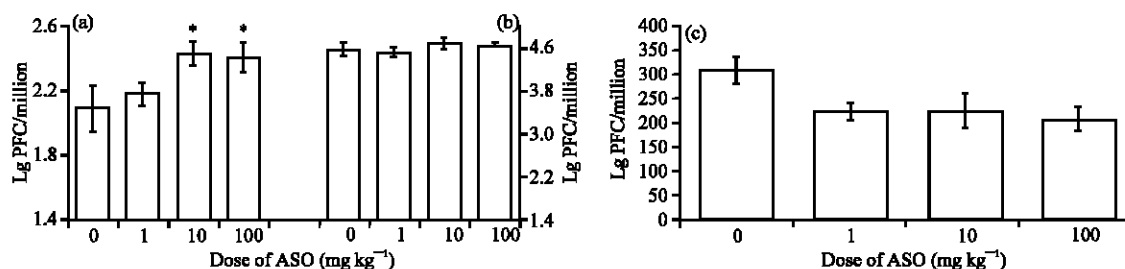 (a)
(b)
(c)
Lg PFC/million
2.6
2.2
1.8
1.4
* *
0 1 10 100 0 1 10 100
Dose of ASO (mg kg⁻¹)
4.6
3.8
3.0
2.2
1.4
Lg PFC/million
Lg PFC/million
400
350
300
250
200
150
100
50
0
0 1 10 100
Dose of ASO (mg kg⁻¹)